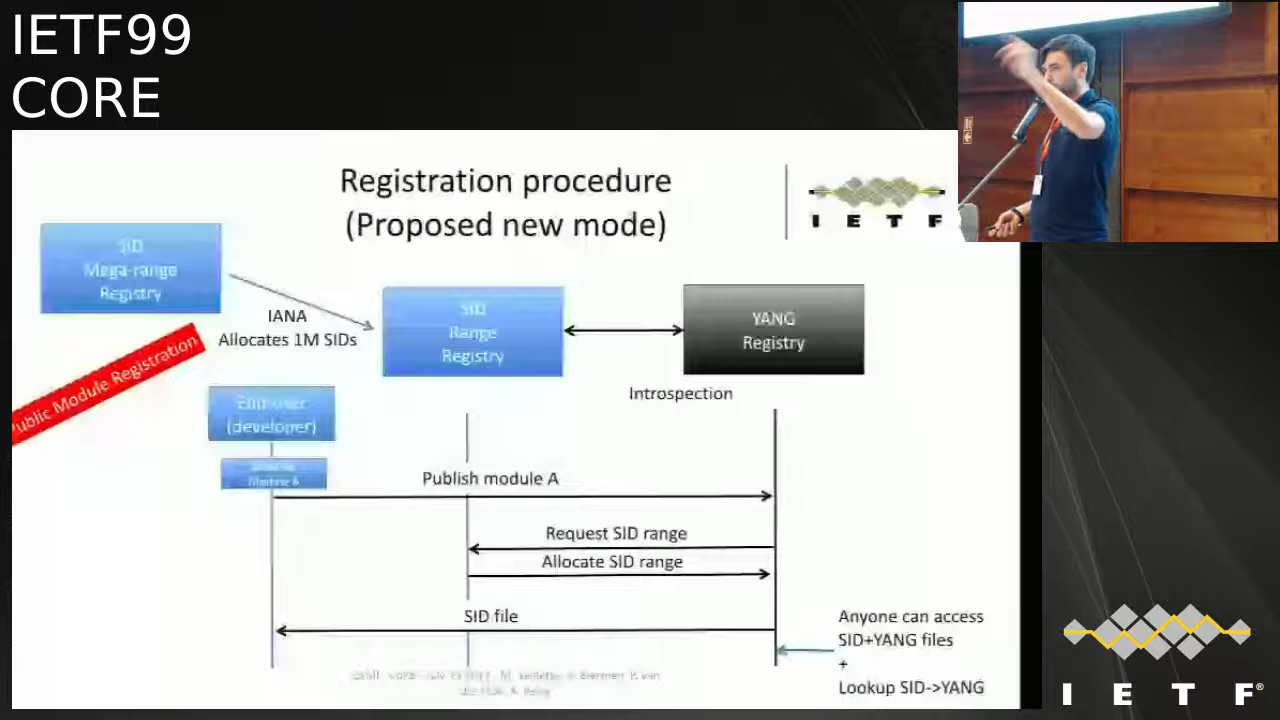 IETF99
CORE
Registration procedure
(Proposed new mode)
I E T F
SID
Mega-range
Registry
IANA
Allocates 1M SIDs
SID
Range
Registry
YANG
Registry
Public Module Registration
Introspection
End-user
(developer)
Module A
Publish module A
Request SID range
Allocate SID range
SID file
Anyone can access
SID+YANG files
+
Lookup SID->YANG
I E T F®